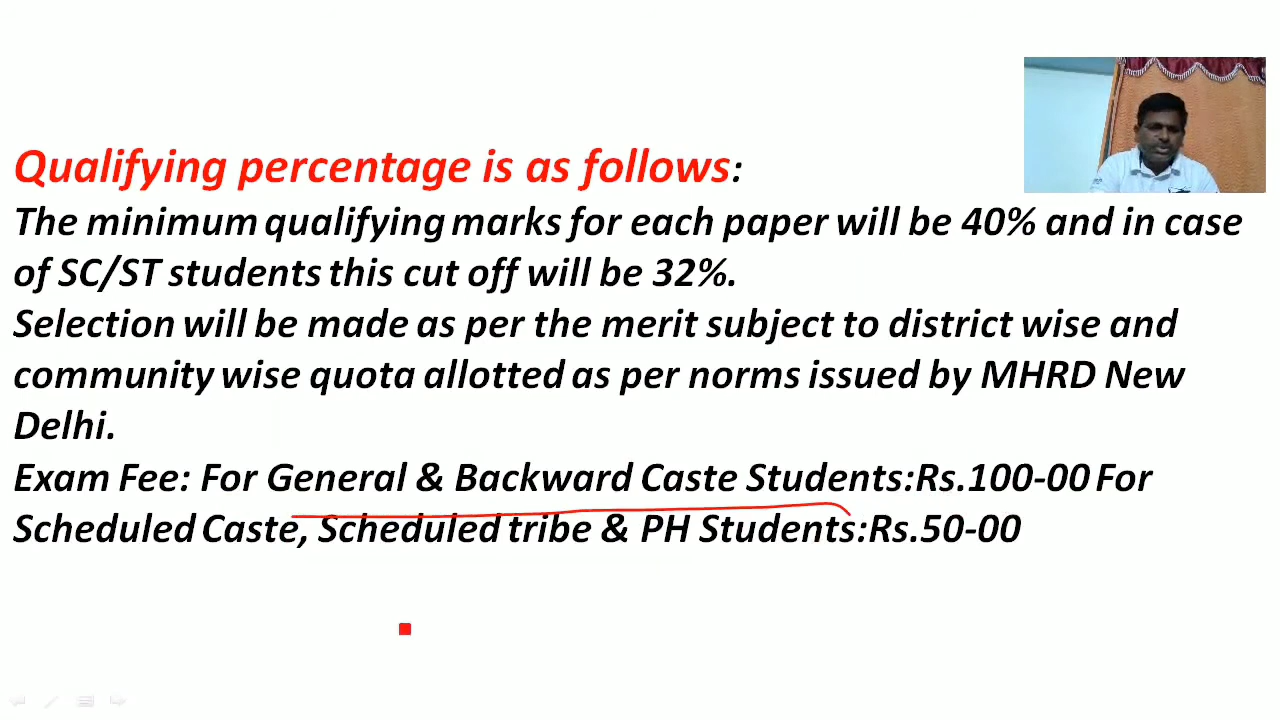 Qualifying percentage is as follows:
The minimum qualifying marks for each paper will be 40% and in case
of SC/ST students this cut off will be 32%.
Selection will be made as per the merit subject to district wise and
community wise quota allotted as per norms issued by MHRD New
Delhi.
Exam Fee: For General & Backward Caste Students:Rs.100-00 For
Scheduled Caste, Scheduled tribe & PH Students:Rs.50-00